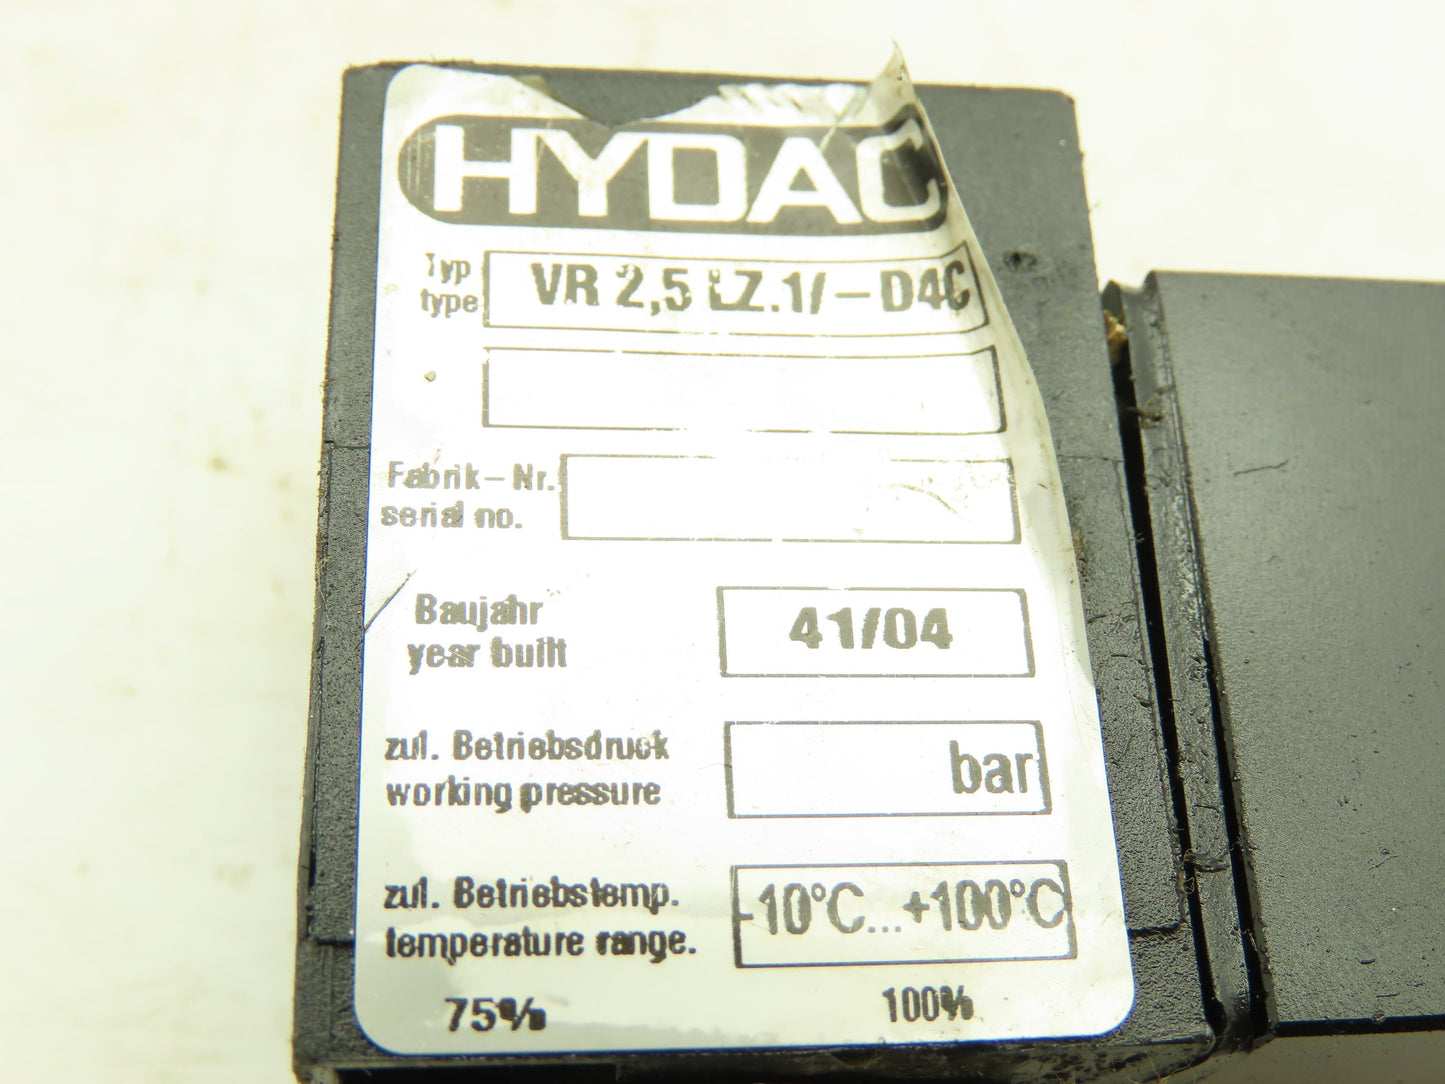 HYDAC
Typ
type
VR 2,5 LZ.1/-D4C
Fabrik-Nr.
serial no.
Baujahr
year built
41/04
zul. Betriebsdruck
working pressure
bar
zul. Betriebstemp.
temperature range.
-10°C...+100°C
75% 100%